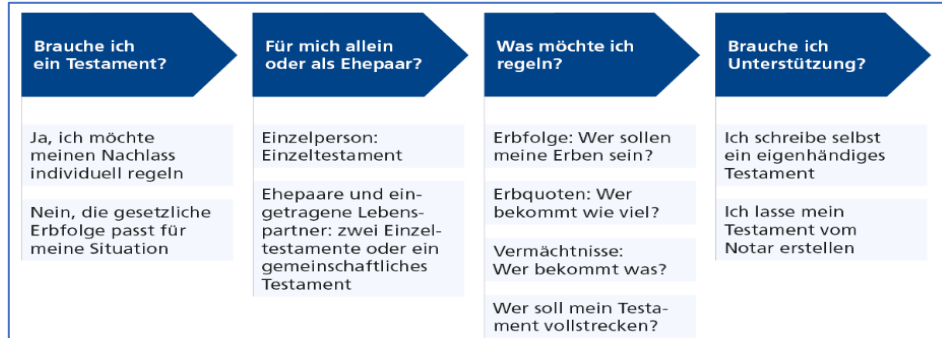 Brauche ich
ein Testament?
Ja, ich möchte
meinen Nachlass
individuell regeln
Nein, die gesetzliche
Erbfolge passt für
meine Situation
Für mich allein
oder als Ehepaar?
Einzelperson:
Einzeltestament
Ehepaare und ein-
getragene Lebens-
partner: zwei Einzel-
testamente oder ein
gemeinschaftliches
Testament
Was möchte ich
regeln?
Erbfolge: Wer sollen
meine Erben sein?
Erbquoten: Wer
bekommt wie viel?
Vermächtnisse:
Wer bekommt was?
Wer soll mein Testa-
ment vollstrecken?
Brauche ich
Unterstützung?
Ich schreibe selbst
ein eigenhändiges
Testament
Ich lasse mein
Testament vom
Notar erstellen